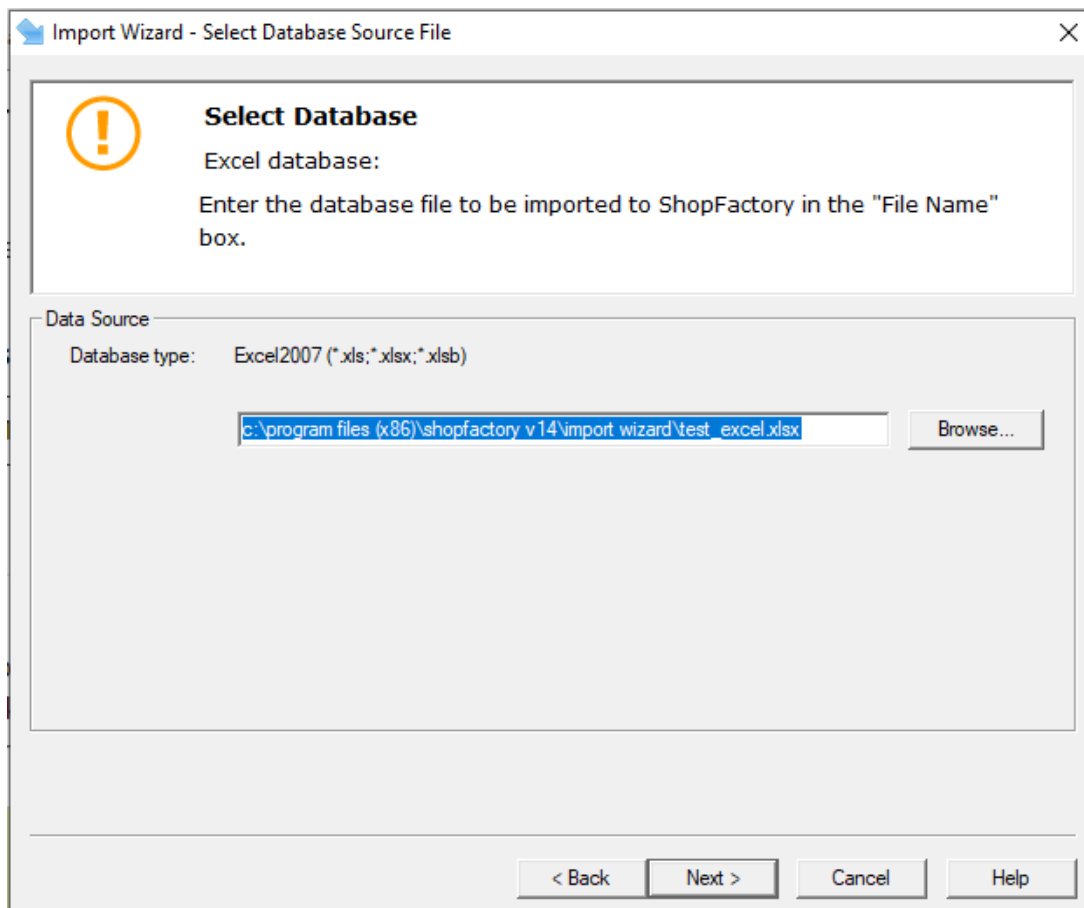 Import Wizard - Select Database Source File
Select Database
Excel database:
Enter the database file to be imported to ShopFactory in the "File Name"
box.
Data Source
Database type: Excel2007 (*.xls;*.xlsx;*.xlsb)
c:\program files (x86)\shopfactory v14\import wizard\test_excel.xlsx Browse...
< Back Next > Cancel Help